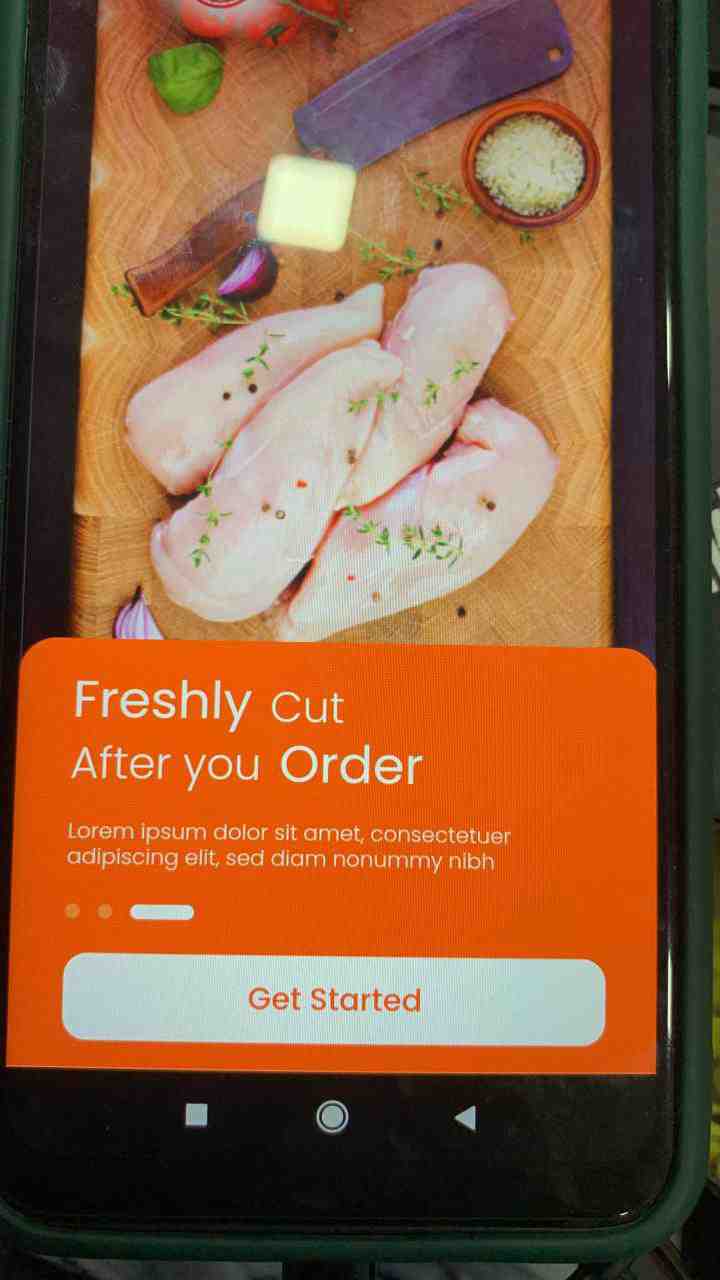 Freshly Cut
After you Order
Lorem ipsum dolor sit amet, consectetuer
adipiscing elit, sed diam nonummy nibh
Get Started